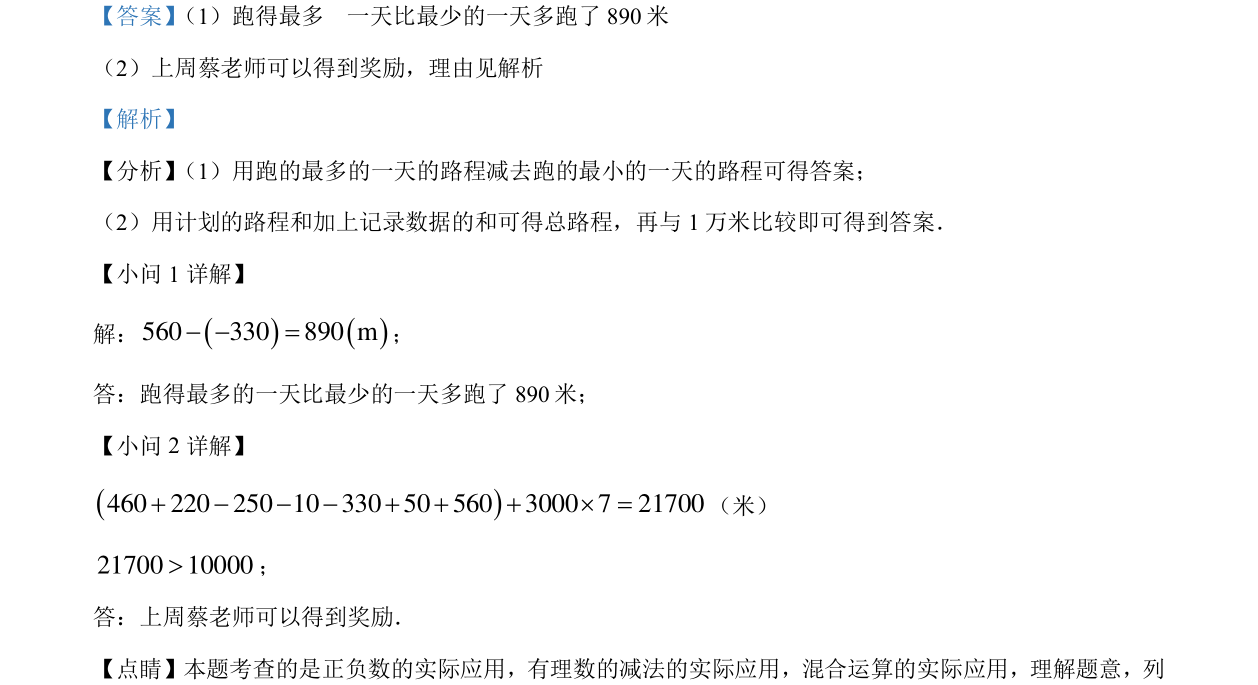 【答案】（1）跑得最多 一天比最少的一天多跑了 890 米
（2）上周蔡老师可以得到奖励，理由见解析
【解析】
【分析】（1）用跑的最多的一天的路程减去跑的最小的一天的路程可得答案；
（2）用计划的路程和加上记录数据的和可得总路程，再与 1 万米比较即可得到答案．
【小问 1 详解】
解：560−(−330)=890(m)；
答：跑得最多的一天比最少的一天多跑了 890 米；
【小问 2 详解】
(460+220−250−10−330+50+560)+3000×7=21700（米）
21700>10000；
答：上周蔡老师可以得到奖励．
【点睛】本题考查的是正负数的实际应用，有理数的减法的实际应用，混合运算的实际应用，理解题意，列